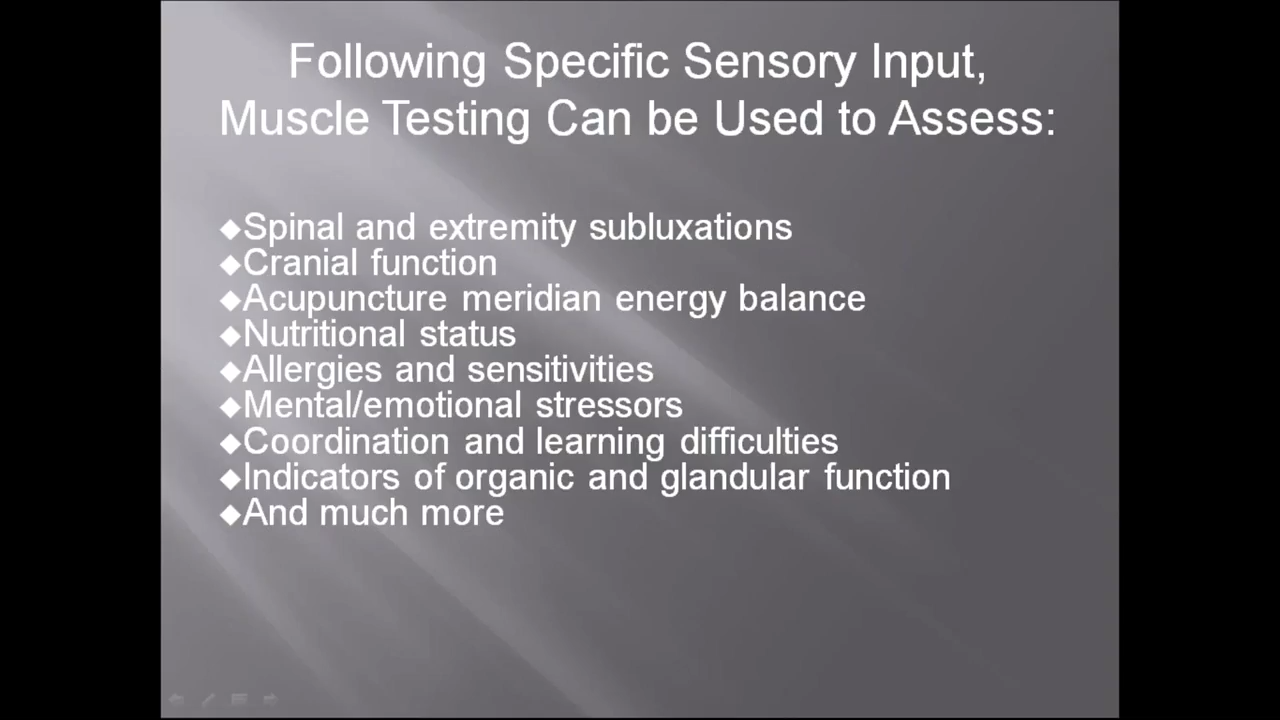 Following Specific Sensory Input,
Muscle Testing Can be Used to Assess:
◆Spinal and extremity subluxations
◆Cranial function
◆Acupuncture meridian energy balance
◆Nutritional status
◆Allergies and sensitivities
◆Mental/emotional stressors
◆Coordination and learning difficulties
◆Indicators of organic and glandular function
◆And much more